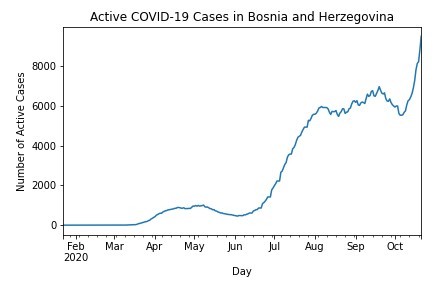 Active COVID-19 Cases in Bosnia and Herzegovina
Number of Active Cases
8000
6000
4000
2000
0
Feb Mar Apr May Jun Jul Aug Sep Oct
2020
Day